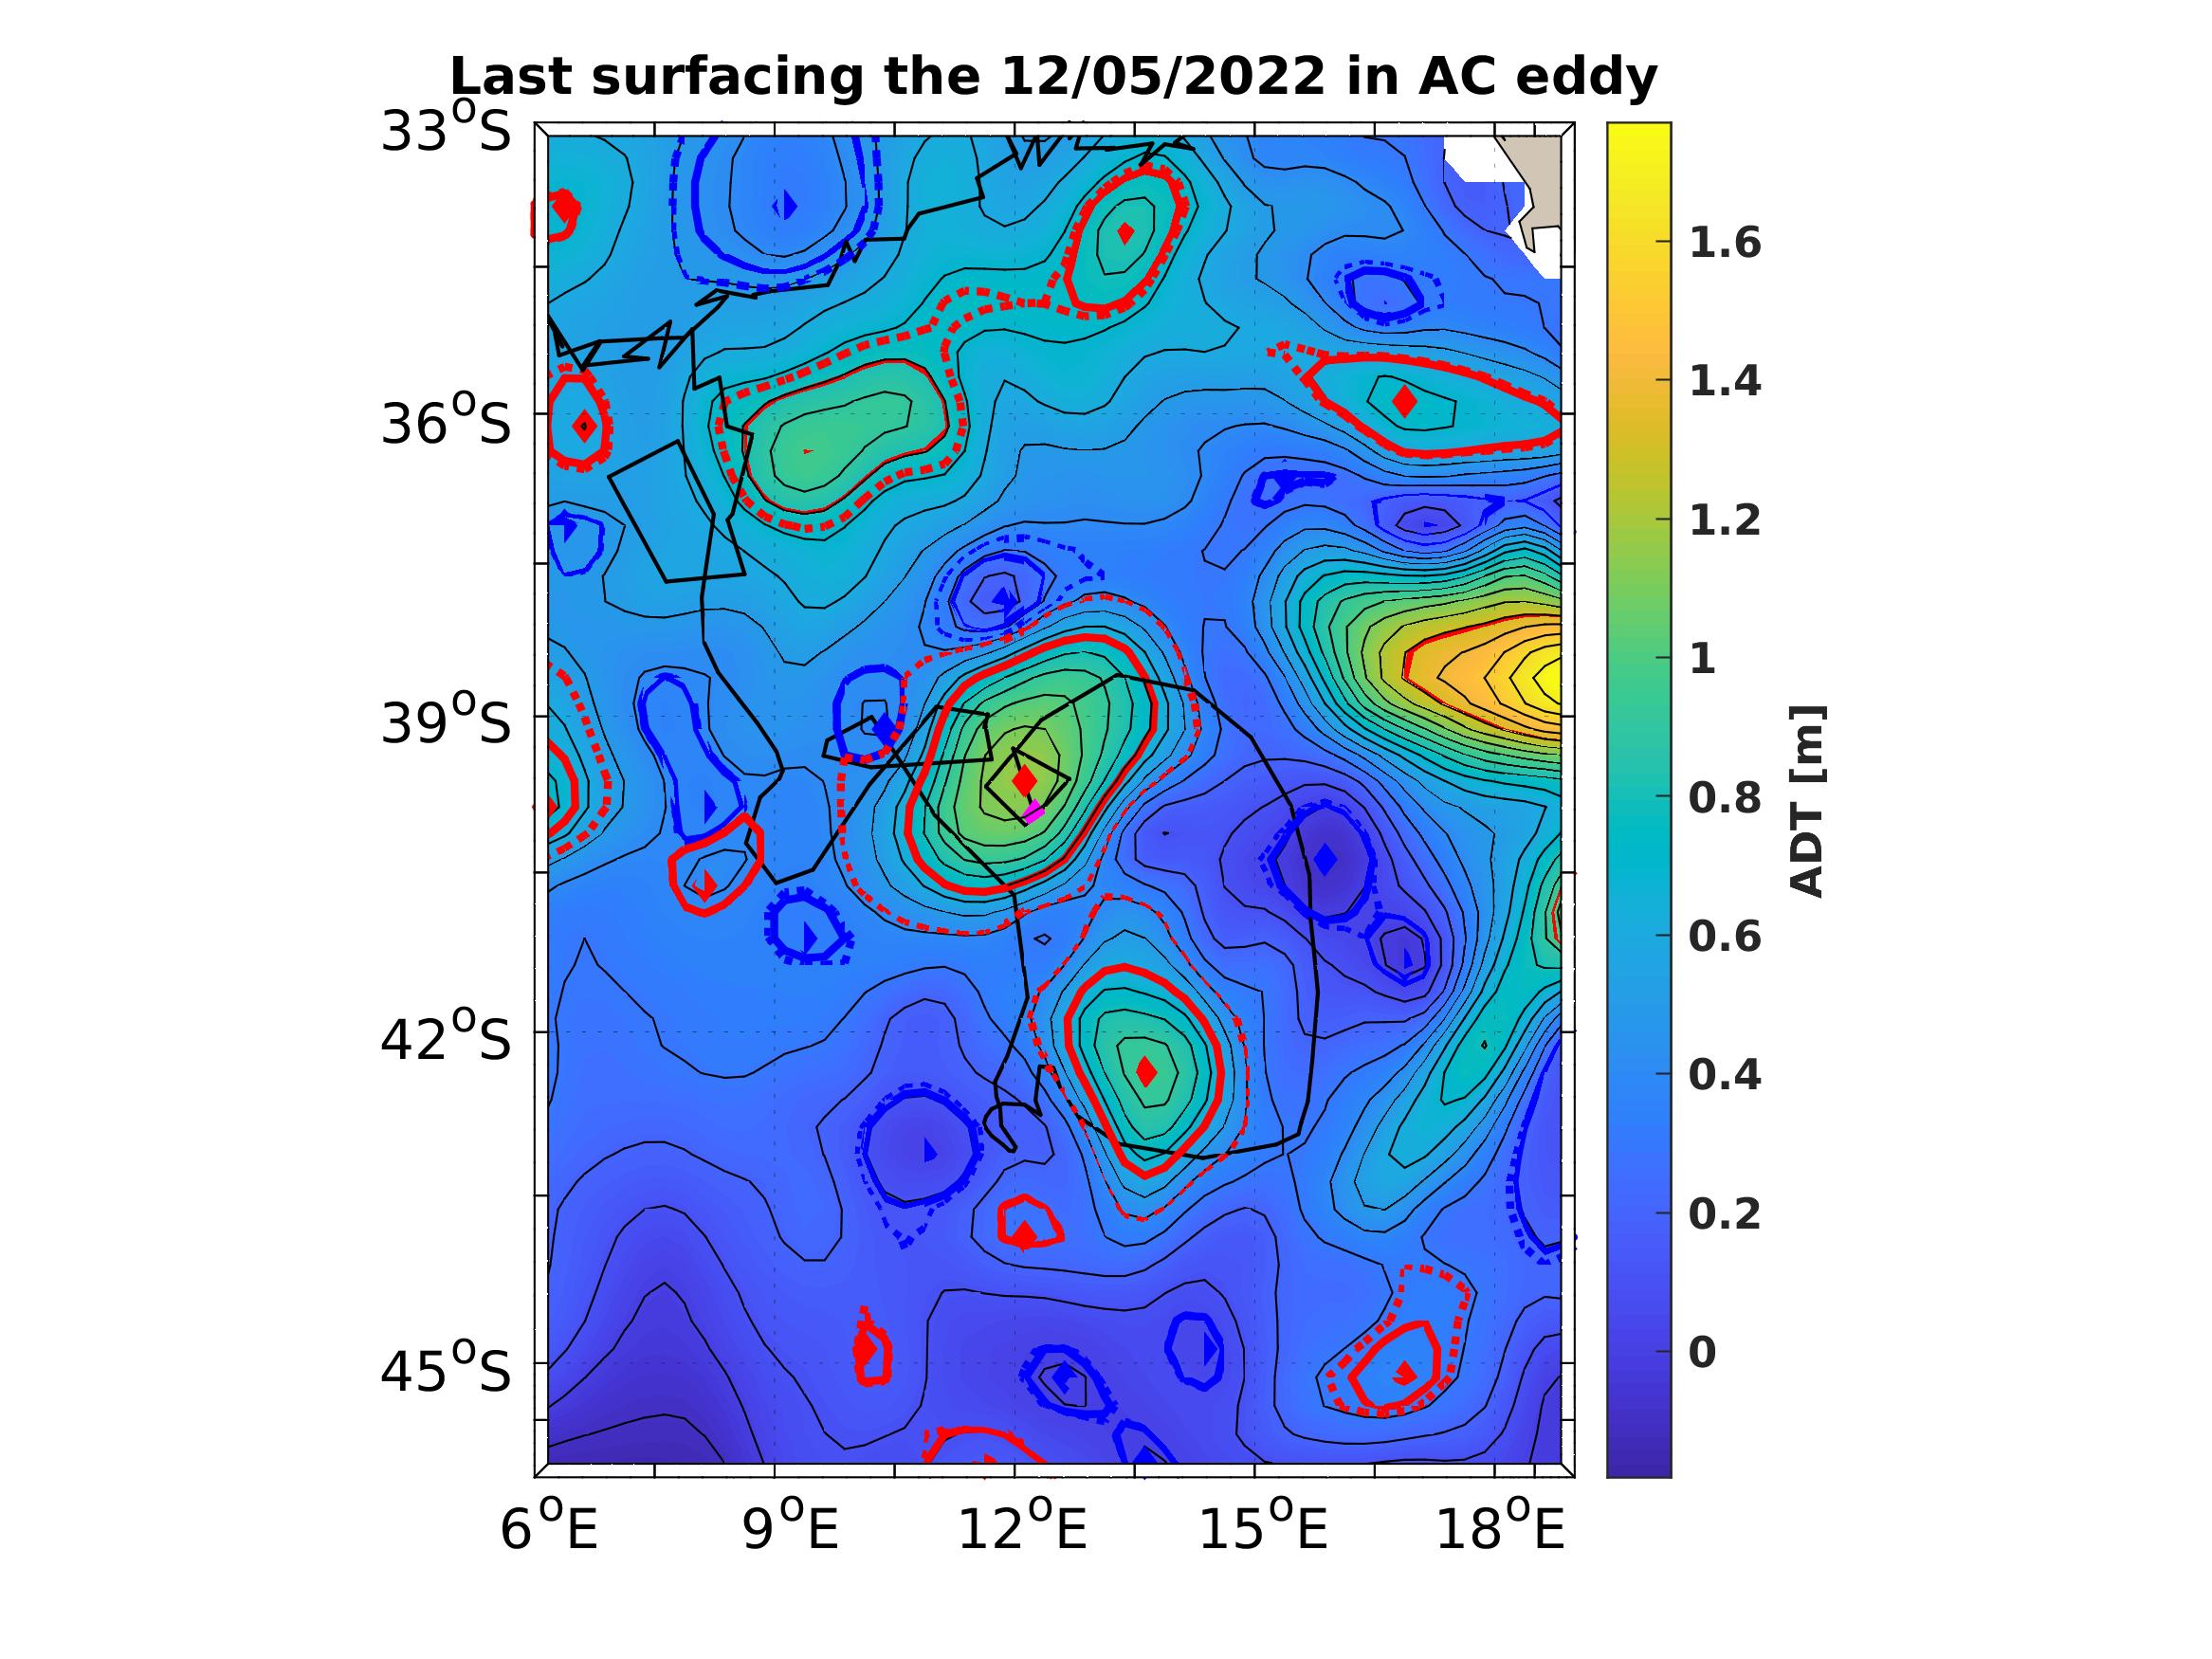 Last surfacing the 12/05/2022 in AC eddy
33°S
36°S
39°S
42°S
45°S
6°E 9°E 12°E 15°E 18°E
1.6
1.4
1.2
1
0.8
0.6
0.4
0.2
0
ADT [m]